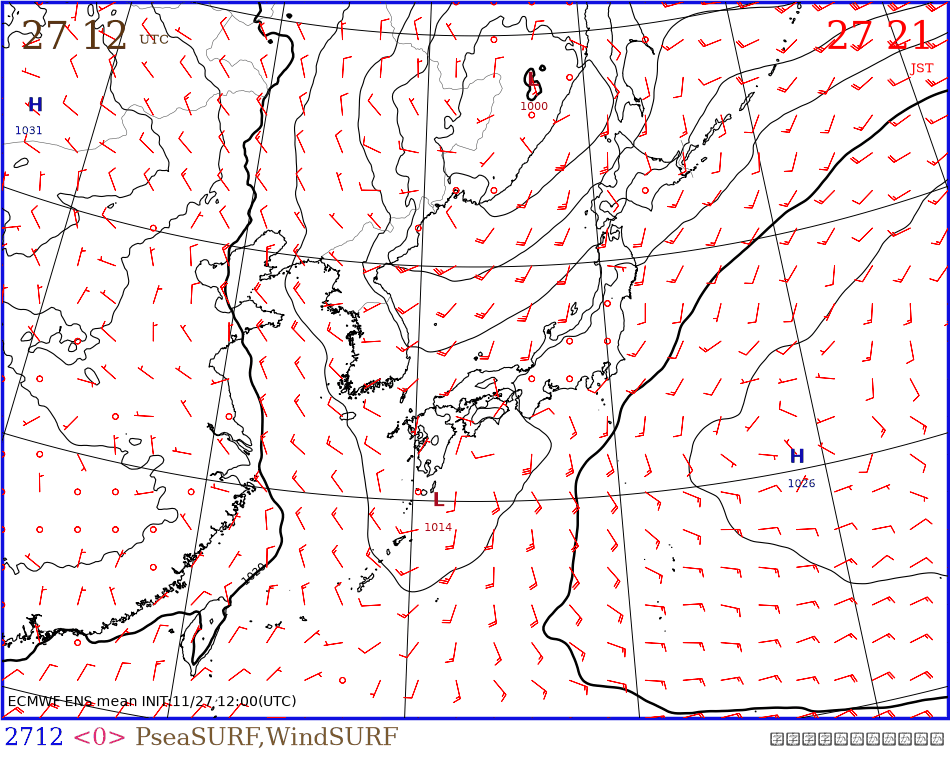 27 12 UTC
27 21 JST
H
1031
L
1000
H
1026
L
1014
1020
ECMWF ENS mean INIT:11/27,12:00(UTC)
2712 <0> PseaSURF,WindSURF